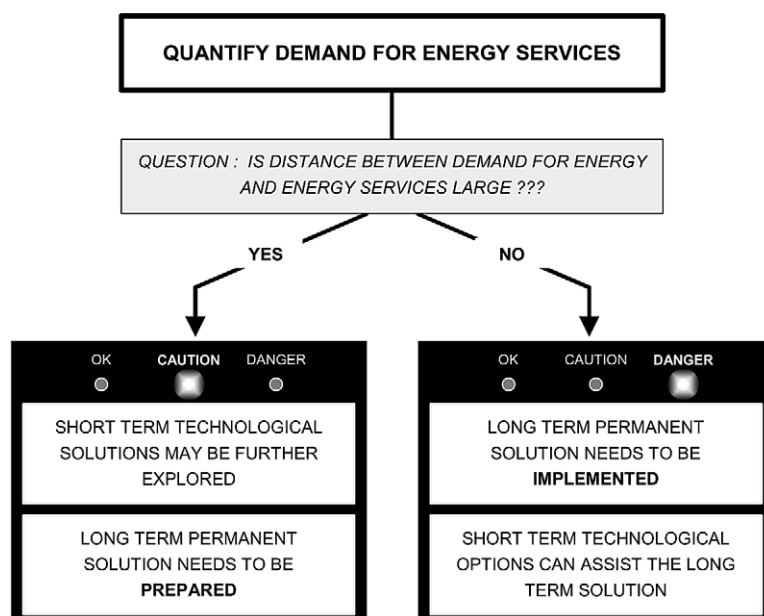 QUANTIFY DEMAND FOR ENERGY SERVICES
QUESTION : IS DISTANCE BETWEEN DEMAND FOR ENERGY
AND ENERGY SERVICES LARGE ???
YES
NO
OK CAUTION DANGER
SHORT TERM TECHNOLOGICAL
SOLUTIONS MAY BE FURTHER
EXPLORED
LONG TERM PERMANENT
SOLUTION NEEDS TO BE
PREPARED
OK CAUTION DANGER
LONG TERM PERMANENT
SOLUTION NEEDS TO BE
IMPLEMENTED
SHORT TERM TECHNOLOGICAL
OPTIONS CAN ASSIST THE LONG
TERM SOLUTION